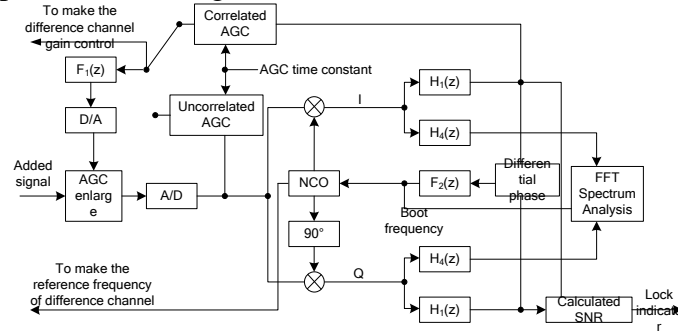 To make the
difference channel
gain control
Correlated
AGC
F₁(z)
AGC time constant
Uncorrelated
AGC
D/A
I
H₁(z)
H₄(z)
Added
signal
AGC
enlarg
e
A/D
NCO
F₂(z)
Differen
tial
phase
FFT
Spectrum
Analysis
Boot
frequency
90°
To make the
reference frequency
of difference channel
Q
H₄(z)
H₁(z)
Calculated
SNR
Lock
indicato
r